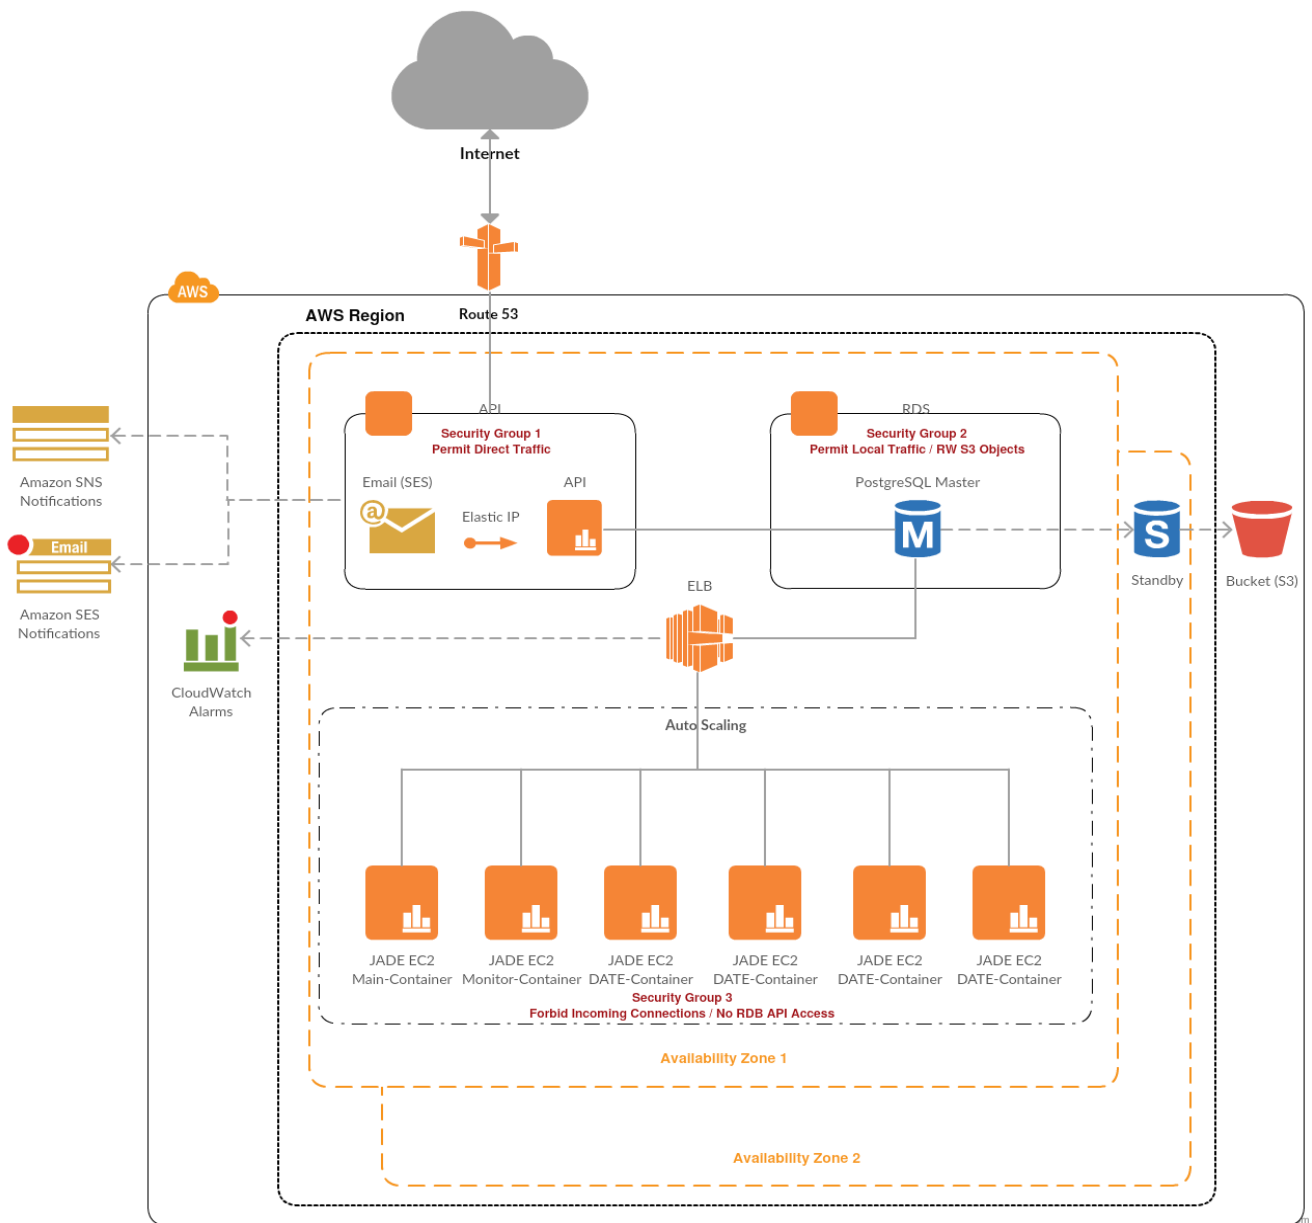 Internet
AWS
Route 53
AWS Region
API
RDS
Security Group 1
Permit Direct Traffic
Security Group 2
Permit Local Traffic / RW S3 Objects
Email (SES)
@
Elastic IP
API
PostgreSQL Master
M
S
Standby
Bucket (S3)
Amazon SNS
Notifications
Email
Amazon SES
Notifications
ELB
CloudWatch
Alarms
Auto Scaling
JADE EC2
Main-Container
JADE EC2
Monitor-Container
JADE EC2
DATE-Container
JADE EC2
DATE-Container
JADE EC2
DATE-Container
JADE EC2
DATE-Container
Security Group 3
Forbid Incoming Connections / No RDB API Access
Availability Zone 1
Availability Zone 2